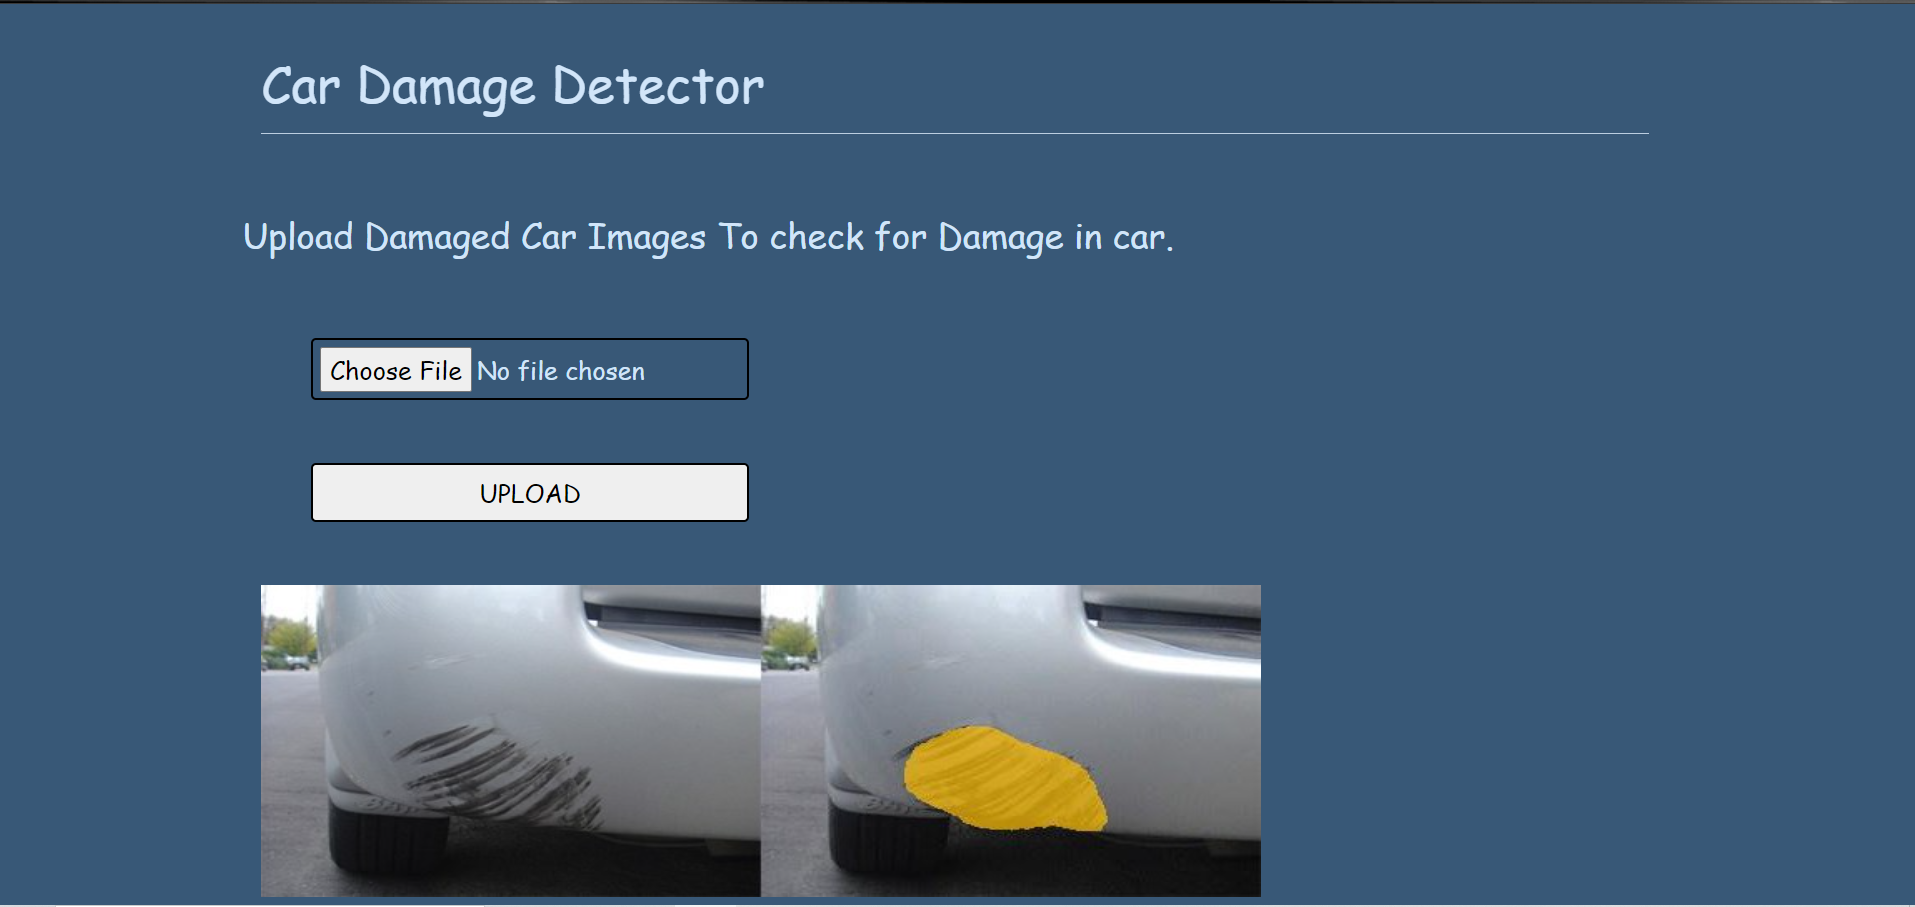 Car Damage Detector
Upload Damaged Car Images To check for Damage in car.
Choose File No file chosen
UPLOAD